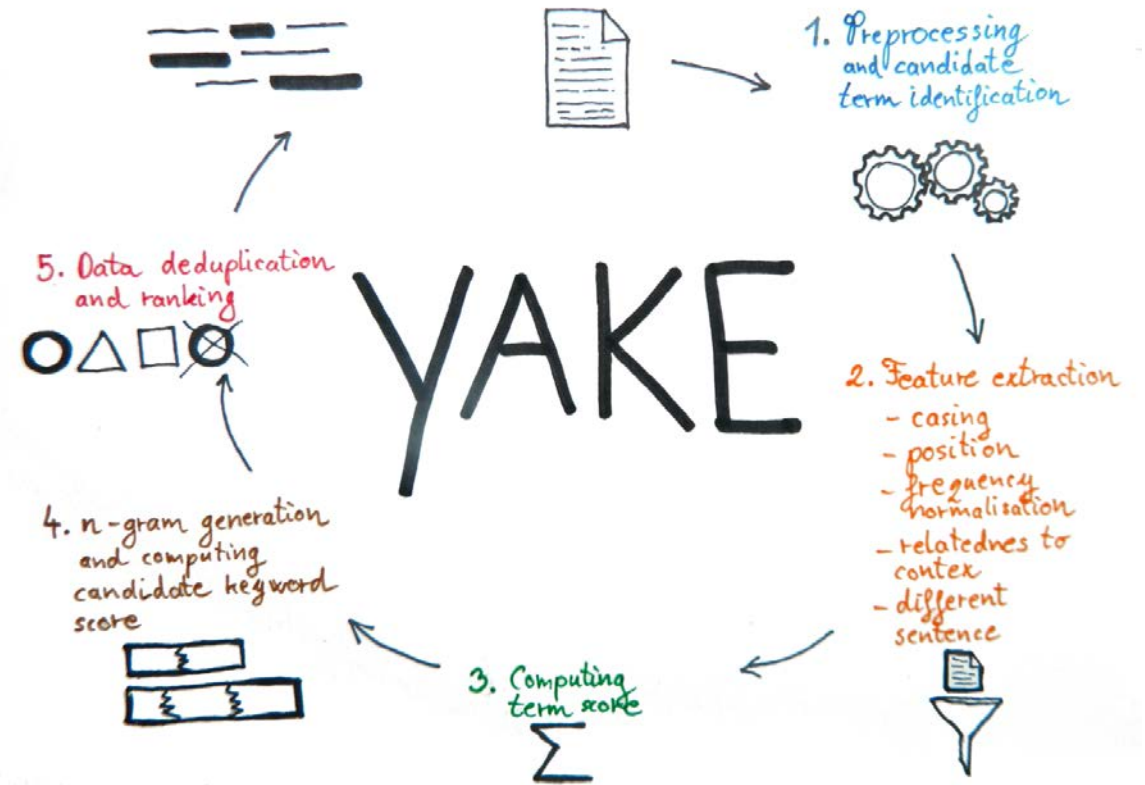 1. Preprocessing
and candidate
term identification
YAKE
2. Feature extraction
- casing
- position
- frequency
normalisation
- relatednes to
contex
- different
sentence
3. Computing
term score
Σ
4. n-gram generation
and computing
candidate keyword
score
5. Data deduplication
and ranking